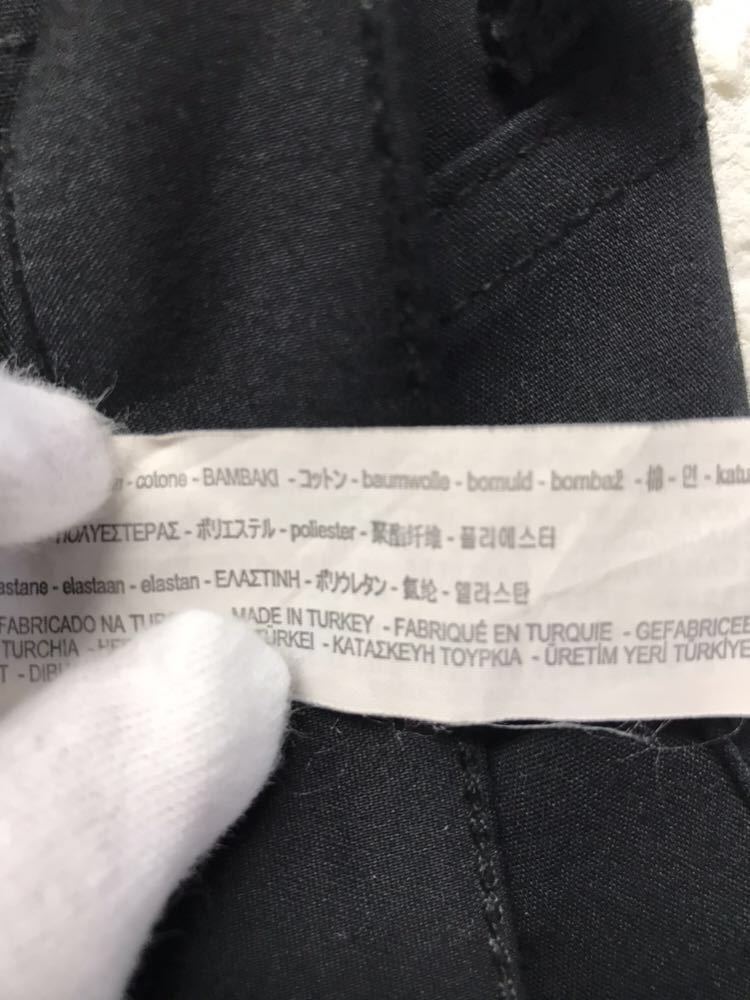 - cotone - BAMBAKI - コットン - baumwolle - bomuld - bombaž - 棉 - 면 - katu
ΠΟΛΥΕΣΤΕΡΑΣ - ポリエステル - poliester - 聚酯纤维 - 폴리에스터
astane - elastaan - elastan - ΕΛΑΣΤΙΝΗ - ポリウレタン - 氨纶 - 엘라스탄
FABRICADO NA TUR MADE IN TURKEY - FABRIQUÉ EN TURQUIE - GEFABRICEE
TURCHIA - TÜRKEI - ΚΑΤΑΣΚΕΥΗ ΤΟΥΡΚΙΑ - ÜRETİM YERİ TÜRKİYE
T - DIBU